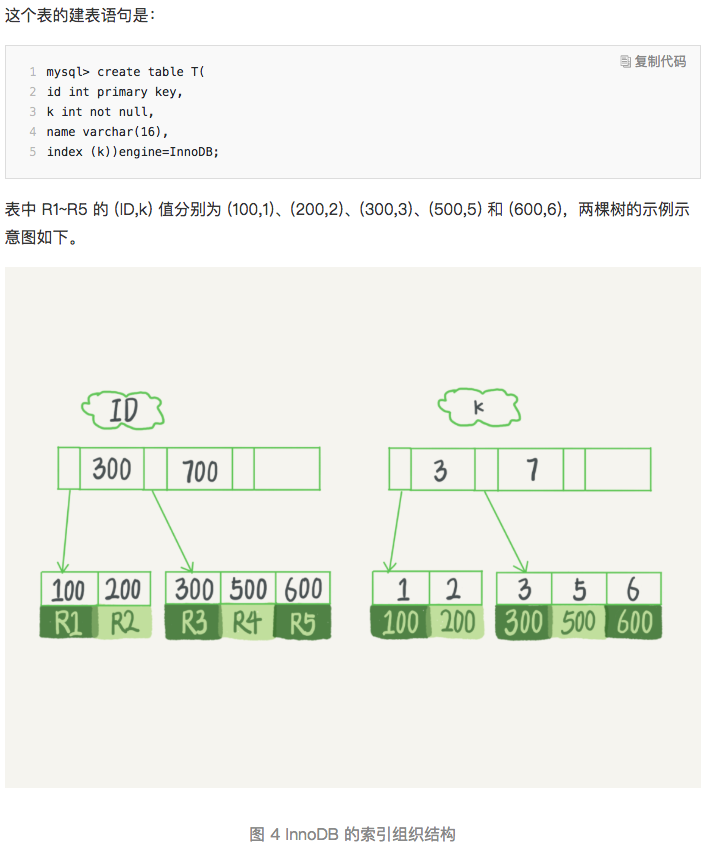 这个表的建表语句是：
复制代码
1 mysql> create table T(
2 id int primary key,
3 k int not null,
4 name varchar(16),
5 index (k))engine=InnoDB;
表中 R1~R5 的 (ID,k) 值分别为 (100,1)、(200,2)、(300,3)、(500,5) 和 (600,6)，两棵树的示例示
意图如下。
ID k
300 700 3 7
100 200 300 500 600 1 2 3 5 6
R1 R2 R3 R4 R5 100 200 300 500 600
图 4 InnoDB 的索引组织结构